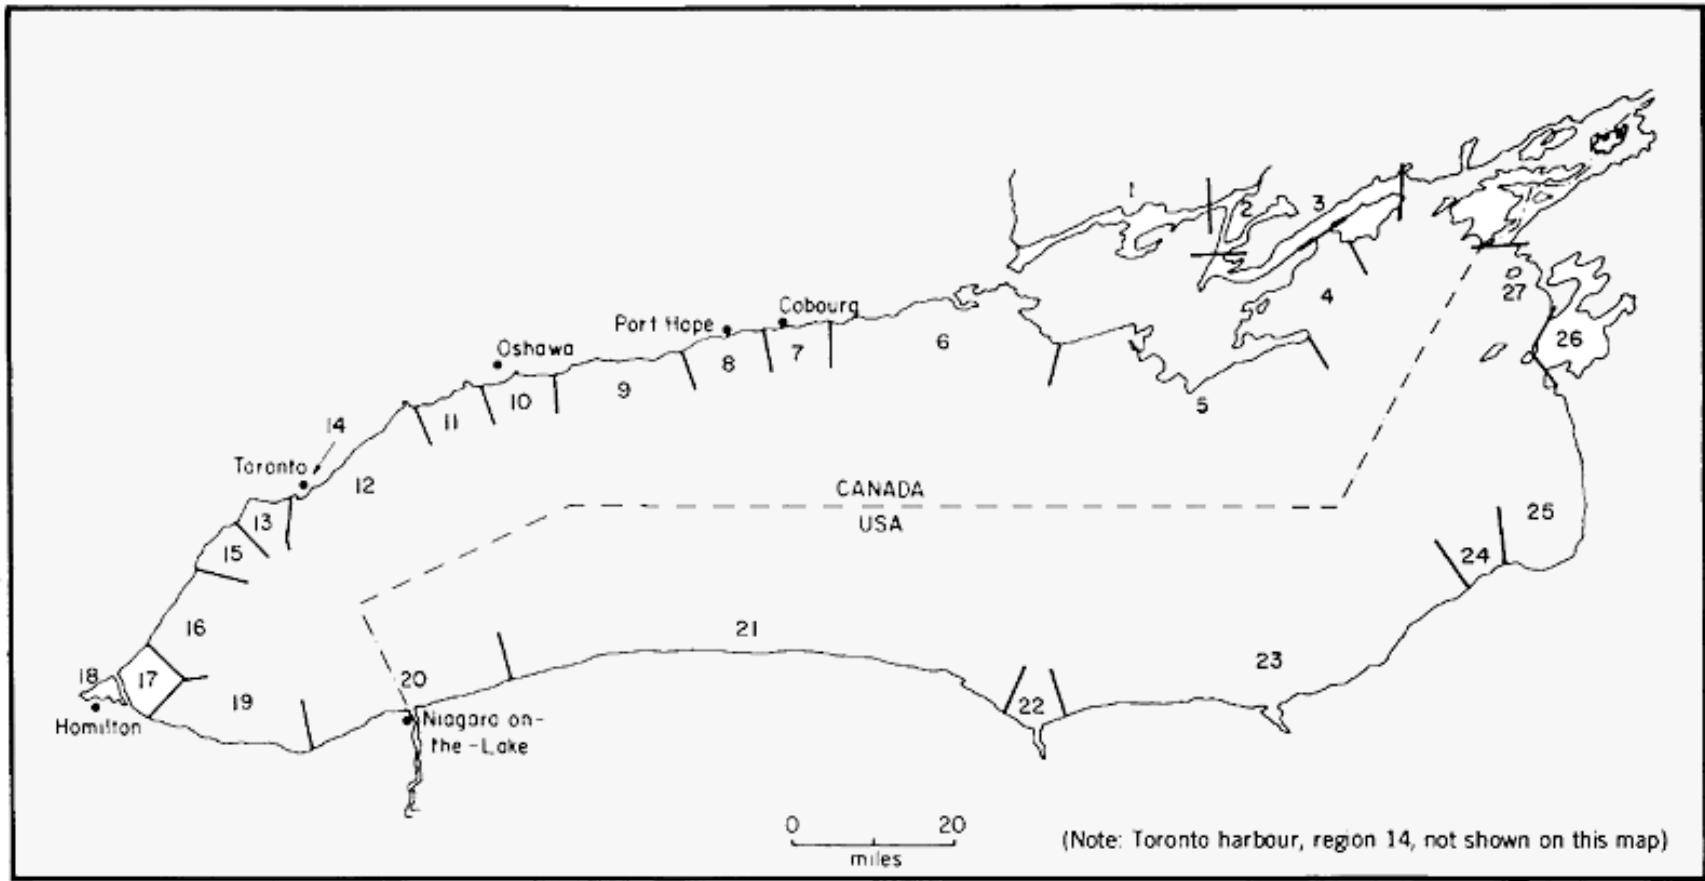 1
2
3
4
5
6
7
8
9
10
11
12
13
14
15
16
17
18
19
20
21
22
23
24
25
26
27
Cobourg
Port Hope
Oshawa
Toronto
CANADA
USA
Hamilton
Niagara on-
the-Lake
0 20
miles
(Note: Toronto harbour, region 14, not shown on this map)